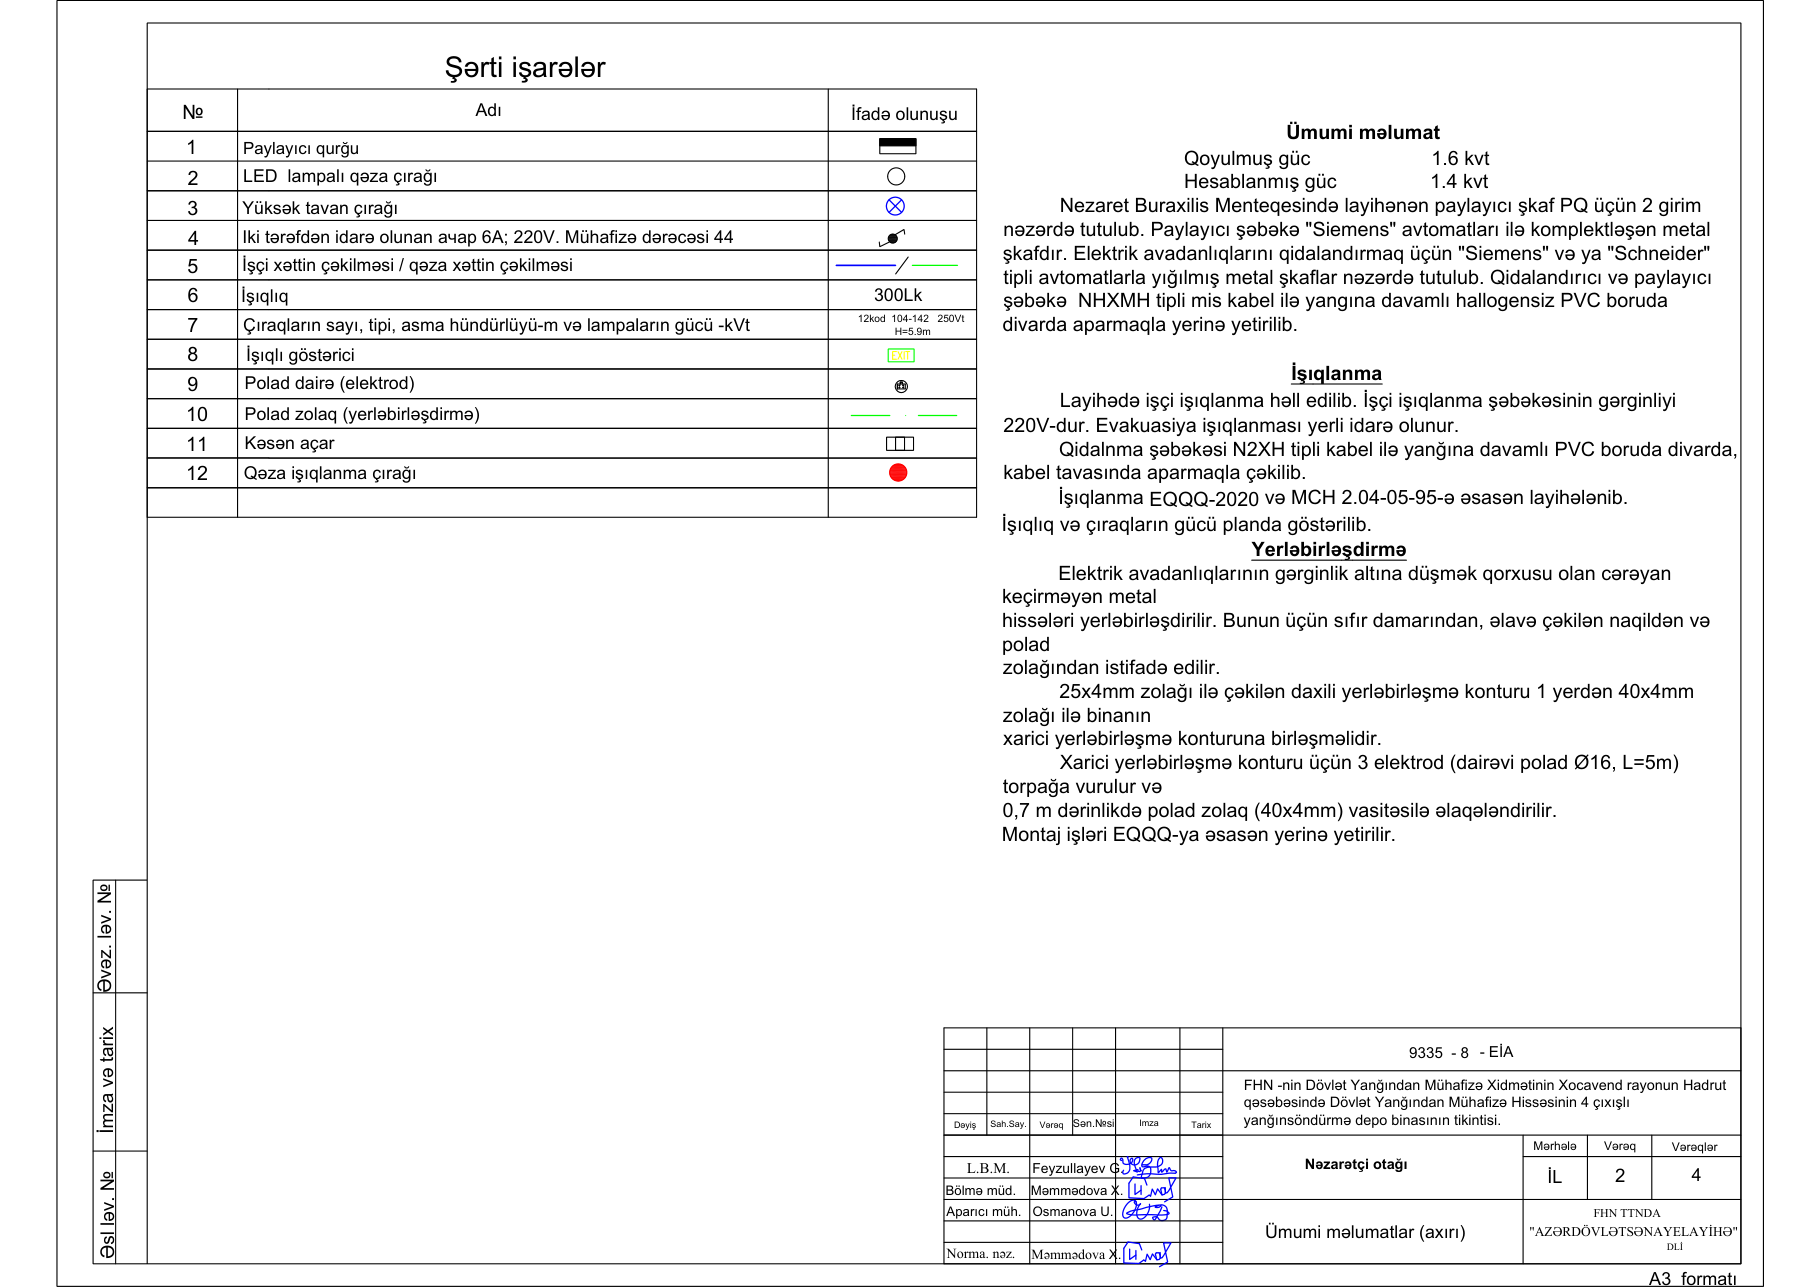 Şərti işarələr
№ Adı İfadə olunuşu
1 Paylayıcı qurğu
2 LED lampalı qəza çırağı
3 Yüksək tavan çırağı
4 Iki tərəfdən idarə olunan ачар 6A; 220V. Mühafizə dərəcəsi 44
5 İşçi xəttin çəkilməsi / qəza xəttin çəkilməsi
6 İşıqlıq 300Lk
7 Çıraqların sayı, tipi, asma hündürlüyü-m və lampaların gücü -kVt 12kod 104-142 250Vt
H=5.9m
8 İşıqlı göstərici EXIT
9 Polad dairə (elektrod)
10 Polad zolaq (yerləbirləşdirmə)
11 Kəsən açar
12 Qəza işıqlanma çırağı
Ümumi məlumat
Qoyulmuş güc 1.6 kvt
Hesablanmış güc 1.4 kvt
Nezaret Buraxilis Menteqesində layihənən paylayıcı şkaf PQ üçün 2 girim
nəzərdə tutulub. Paylayıcı şəbəkə "Siemens" avtomatları ilə komplektləşən metal
şkafdır. Elektrik avadanlıqlarını qidalandırmaq üçün "Siemens" və ya "Schneider"
tipli avtomatlarla yığılmış metal şkaflar nəzərdə tutulub. Qidalandırıcı və paylayıcı
şəbəkə NHXMH tipli mis kabel ilə yangına davamlı hallogensiz PVC boruda
divarda aparmaqla yerinə yetirilib.
İşıqlanma
Layihədə işçi işıqlanma həll edilib. İşçi işıqlanma şəbəkəsinin gərginliyi
220V-dur. Evakuasiya işıqlanması yerli idarə olunur.
Qidalnma şəbəkəsi N2XH tipli kabel ilə yanğına davamlı PVC boruda divarda,
kabel tavasında aparmaqla çəkilib.
İşıqlanma EQQQ-2020 və MCH 2.04-05-95-ə əsasən layihələnib.
İşıqlıq və çıraqların gücü planda göstərilib.
Yerləbirləşdirmə
Elektrik avadanlıqlarının gərginlik altına düşmək qorxusu olan cərəyan
keçirməyən metal
hissələri yerləbirləşdirilir. Bunun üçün sıfır damarından, əlavə çəkilən naqildən və
polad
zolağından istifadə edilir.
25x4mm zolağı ilə çəkilən daxili yerləbirləşmə konturu 1 yerdən 40x4mm
zolağı ilə binanın
xarici yerləbirləşmə konturuna birləşməlidir.
Xarici yerləbirləşmə konturu üçün 3 elektrod (dairəvi polad Ø16, L=5m)
torpağa vurulur və
0,7 m dərinlikdə polad zolaq (40x4mm) vasitəsilə əlaqələndirilir.
Montaj işləri EQQQ-ya əsasən yerinə yetirilir.
Əvəz. ləv. №
İmza və tarix
Əsl ləv. №
9335 - 8 - EİA
FHN -nin Dövlət Yanğından Mühafizə Xidmətinin Xocavend rayonun Hadrut
qəsəbəsində Dövlət Yanğından Mühafizə Hissəsinin 4 çıxışlı
yanğınsöndürmə depo binasının tikintisi.
Dəyiş Sah.Say. Vərəq Sən.№si Imza Tarix
Nəzarətçi otağı
Mərhələ Vərəq Vərəqlər
İL 2 4
L.B.M. Feyzullayev G.
Bölmə müd. Məmmədova X.
Aparıcı müh. Osmanova U.
Norma. nəz. Məmmədova X.
Ümumi məlumatlar (axırı)
FHN TTNDA
"AZƏRDÖVLƏTSƏNAYELAYİHƏ"
DLİ
A3 formatı